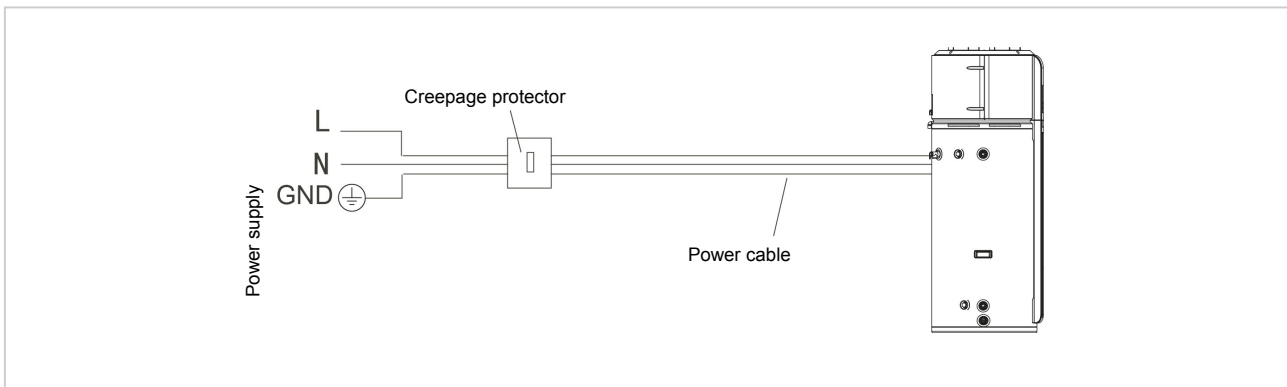 Creepage protector
L
N
GND
Power supply
Power cable